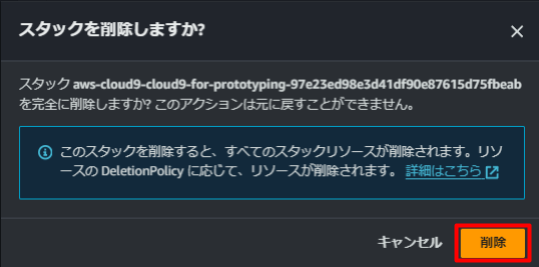 スタックを削除しますか?
スタック aws-cloud9-cloud9-for-prototyping-97e23ed98e3d41df90e87615d75fbeab
を完全に削除しますか? このアクションは元に戻すことができません。
このスタックを削除すると、すべてのスタックリソースが削除されます。リソ
ースの DeletionPolicy に応じて、リソースが削除されます。 詳細はこちら
キャンセル 削除